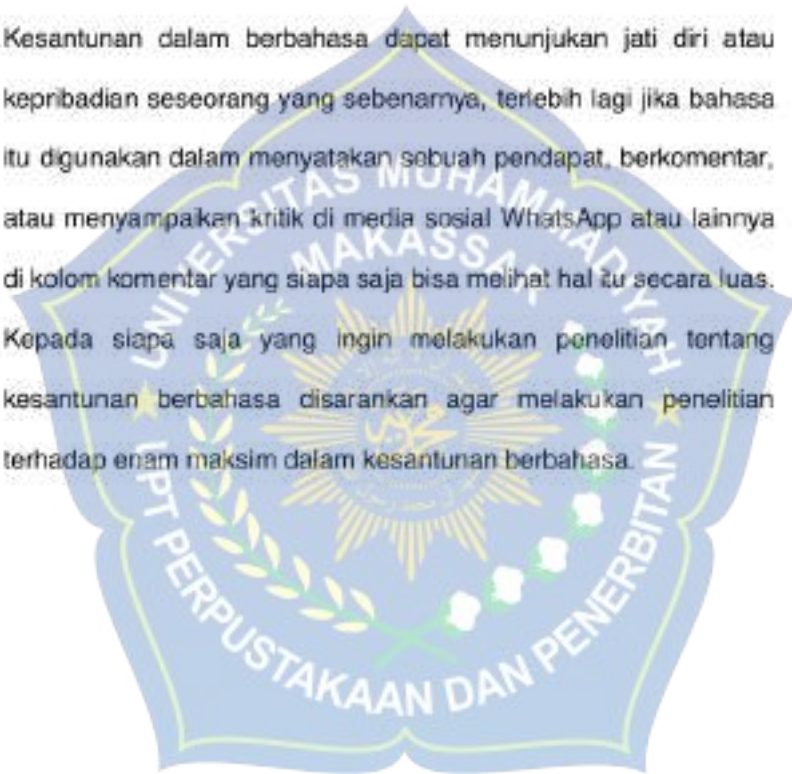 Kesantunan dalam berbahasa dapat menunjukan jati diri atau
kepribadian seseorang yang sebenarnya, terlebih lagi jika bahasa
itu digunakan dalam menyatakan sebuah pendapat, berkomentar,
atau menyampaikan kritik di media sosial WhatsApp atau lainnya
di kolom komentar yang siapa saja bisa melihat hal itu secara luas.
Kepada siapa saja yang ingin melakukan penelitian tentang
kesantunan berbahasa disarankan agar melakukan penelitian
terhadap enam maksim dalam kesantunan berbahasa.
UNIVERSITAS MUHAMMADIYAH
MAKASSAR
UPT PERPUSTAKAAN DAN PENERBITAN